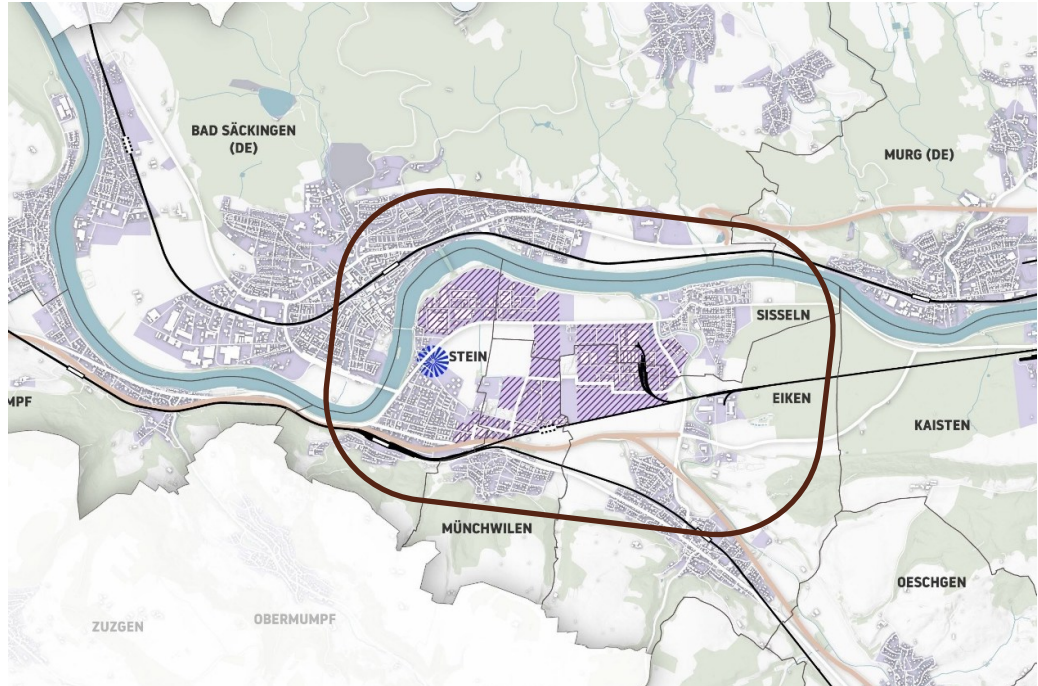 BAD SÄCKINGEN
(DE)
MURG (DE)
SISSELN
STEIN
EIKEN
MPF
KAISTEN
MÜNCHWILEN
OESCHGEN
ZUZGEN
OBERMUMPF